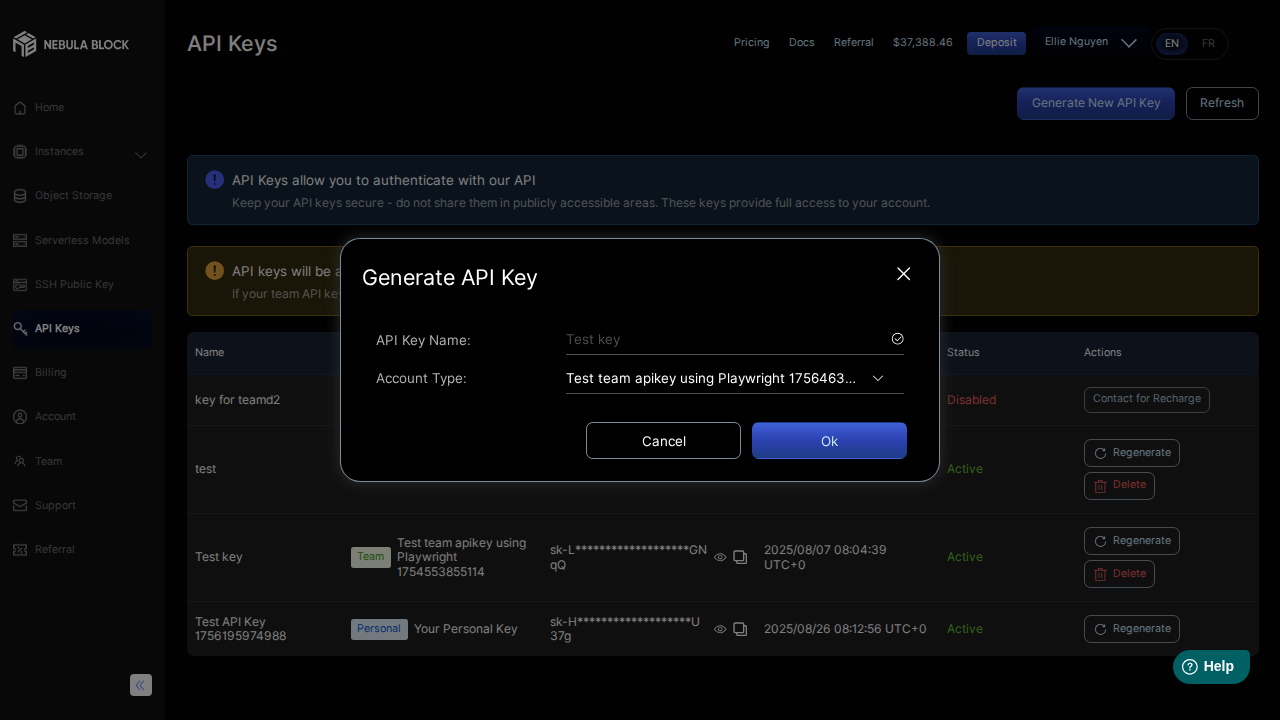 NEBULA BLOCK
Home
Instances
Object Storage
Serverless Models
SSH Public Key
API Keys
Billing
Account
Team
Support
Referral
API Keys
Pricing
Docs
Referral
$37,388.46
Deposit
Ellie Nguyen
EN
FR
Generate New API Key
Refresh
API Keys allow you to authenticate with our API
Keep your API keys secure - do not share them in publicly accessible areas. These keys provide full access to your account.
API keys will be a
If your team API key
Generate API Key
API Key Name:
Test key
Account Type:
Test team apikey using Playwright 1756463...
Cancel
Ok
Name
Status
Actions
key for teamd2
Disabled
Contact for Recharge
test
Active
Regenerate
Delete
Test key
Team
Test team apikey using
Playwright
1754553855114
sk-L*******************GN
qQ
2025/08/07 08:04:39
UTC+0
Active
Regenerate
Delete
Test API Key
1756195974988
Personal
Your Personal Key
sk-H*******************U
37g
2025/08/26 08:12:56 UTC+0
Active
Regenerate
Help